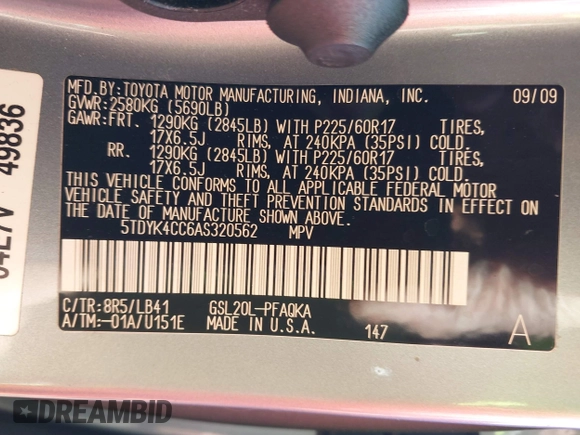 MFD.BY:TOYOTA MOTOR MANUFACTURING, INDIANA, INC. 09/09
GVWR:2580KG (5690LB)
GAWR:FRT. 1290KG (2845LB) WITH P225/60R17 TIRES,
17X6.5J RIMS, AT 240KPA (35PSI) COLD.
RR. 1290KG (2845LB) WITH P225/60R17 TIRES,
17X6.5J RIMS, AT 240KPA (35PSI) COLD.
THIS VEHICLE CONFORMS TO ALL APPLICABLE FEDERAL MOTOR
VEHICLE SAFETY AND THEFT PREVENTION STANDARDS IN EFFECT ON
THE DATE OF MANUFACTURE SHOWN ABOVE.
5TDYK4CC6AS320562 MPV
C/TR:8R5/LB41 GSL20L-PFAQKA
A/TM:-01A/U151E MADE IN U.S.A. 147 A
49836
DREAMBID